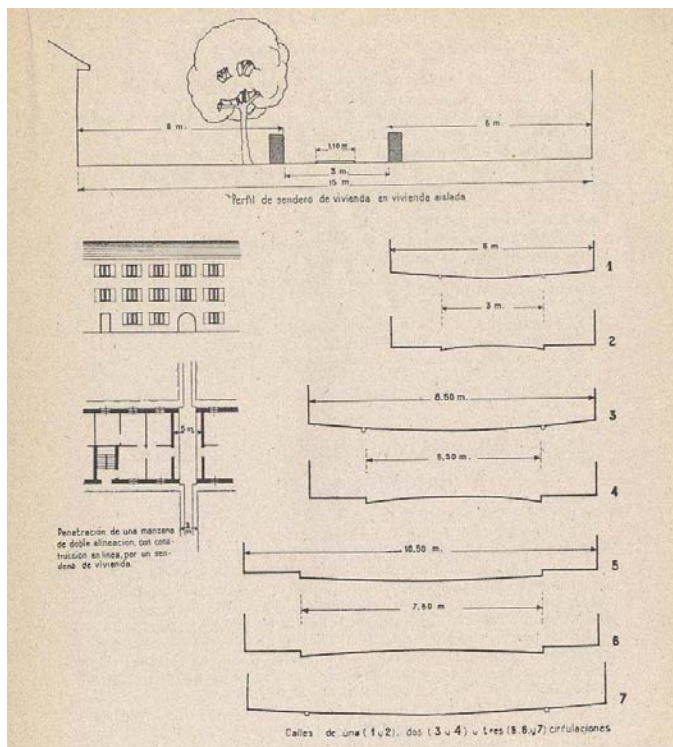 8 m.
6 m.
1,10 m
3 m.
15 m.
Perfil de sendero de vivienda en vivienda aislada
6 m
1
3 m.
2
8,50 m.
3
5,50 m.
4
5 m.
Penetración de una manzana
de doble alineacion, con cons-
trucción en linea, por un sen-
dero de vivienda.
10,50 m.
5
7,50 m.
6
7
Calles de una (1 y 2), dos (3 y 4) u tres (5.6.y7) circulaciones